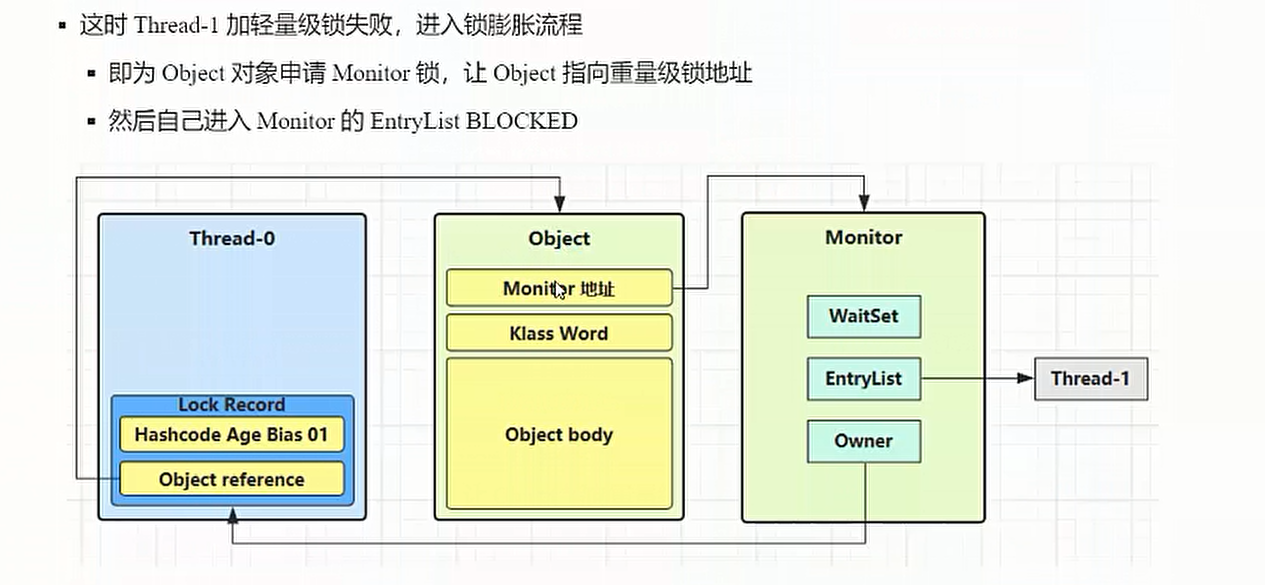 这时 Thread-1 加轻量级锁失败，进入锁膨胀流程
即为 Object 对象申请 Monitor 锁，让 Object 指向重量级锁地址
然后自己进入 Monitor 的 EntryList BLOCKED
Thread-0
Lock Record
Hashcode Age Bias 01
Object reference
Object
Monitor 地址
Klass Word
Object body
Monitor
WaitSet
EntryList
Owner
Thread-1